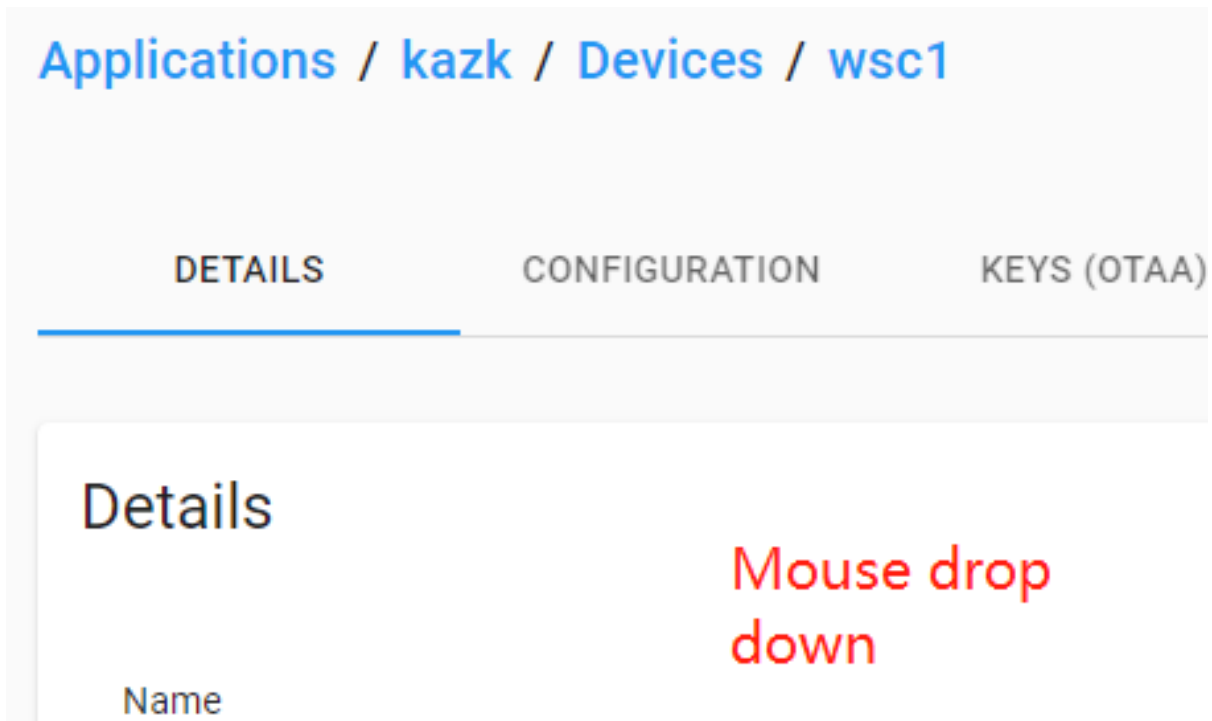 Applications / kazk / Devices / wsc1
DETAILS CONFIGURATION KEYS (OTAA)
Details
Mouse drop
down
Name